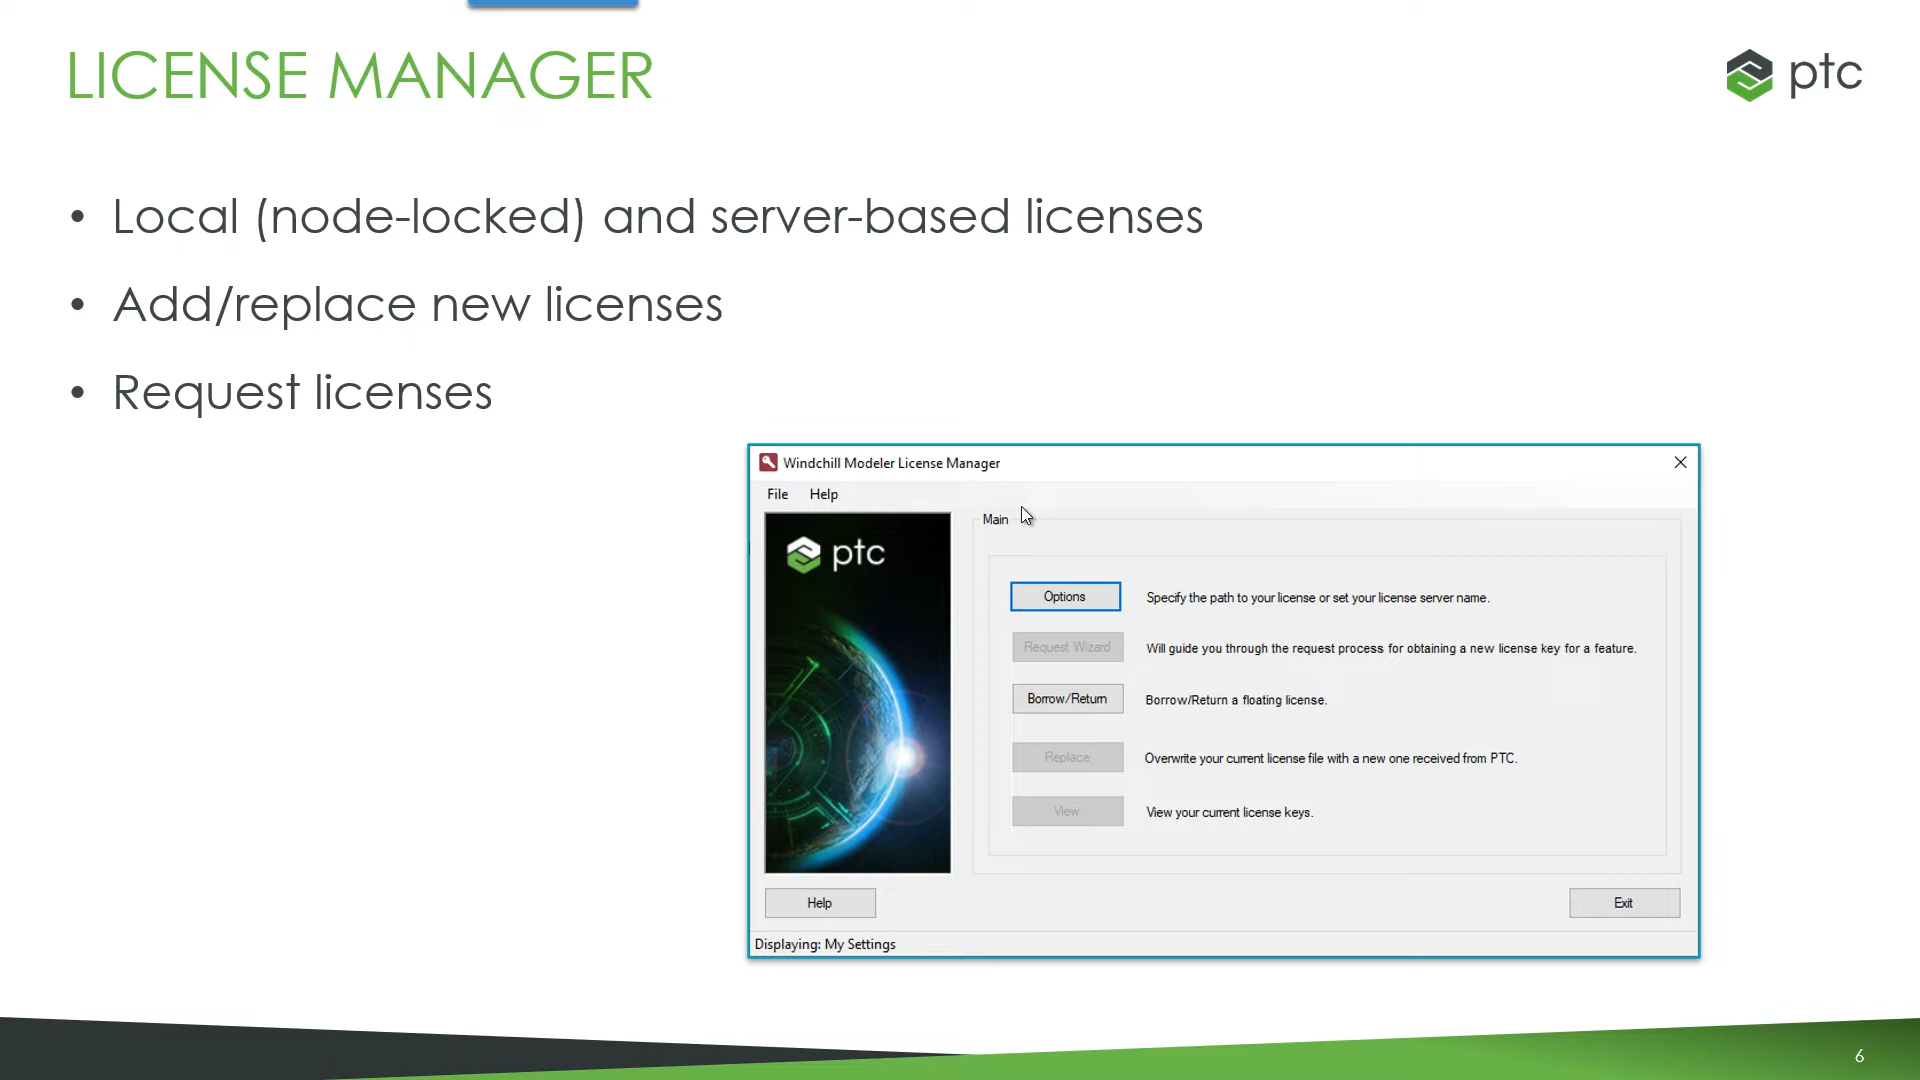 LICENSE MANAGER
ptc
• Local (node-locked) and server-based licenses
• Add/replace new licenses
• Request licenses
Windchill Modeler License Manager
File Help
Main
ptc
Options Specify the path to your license or set your license server name.
Request Wizard Will guide you through the request process for obtaining a new license key for a feature.
Borrow/Return Borrow/Return a floating license.
Replace Overwrite your current license file with a new one received from PTC.
View View your current license keys.
Help Exit
Displaying: My Settings
6